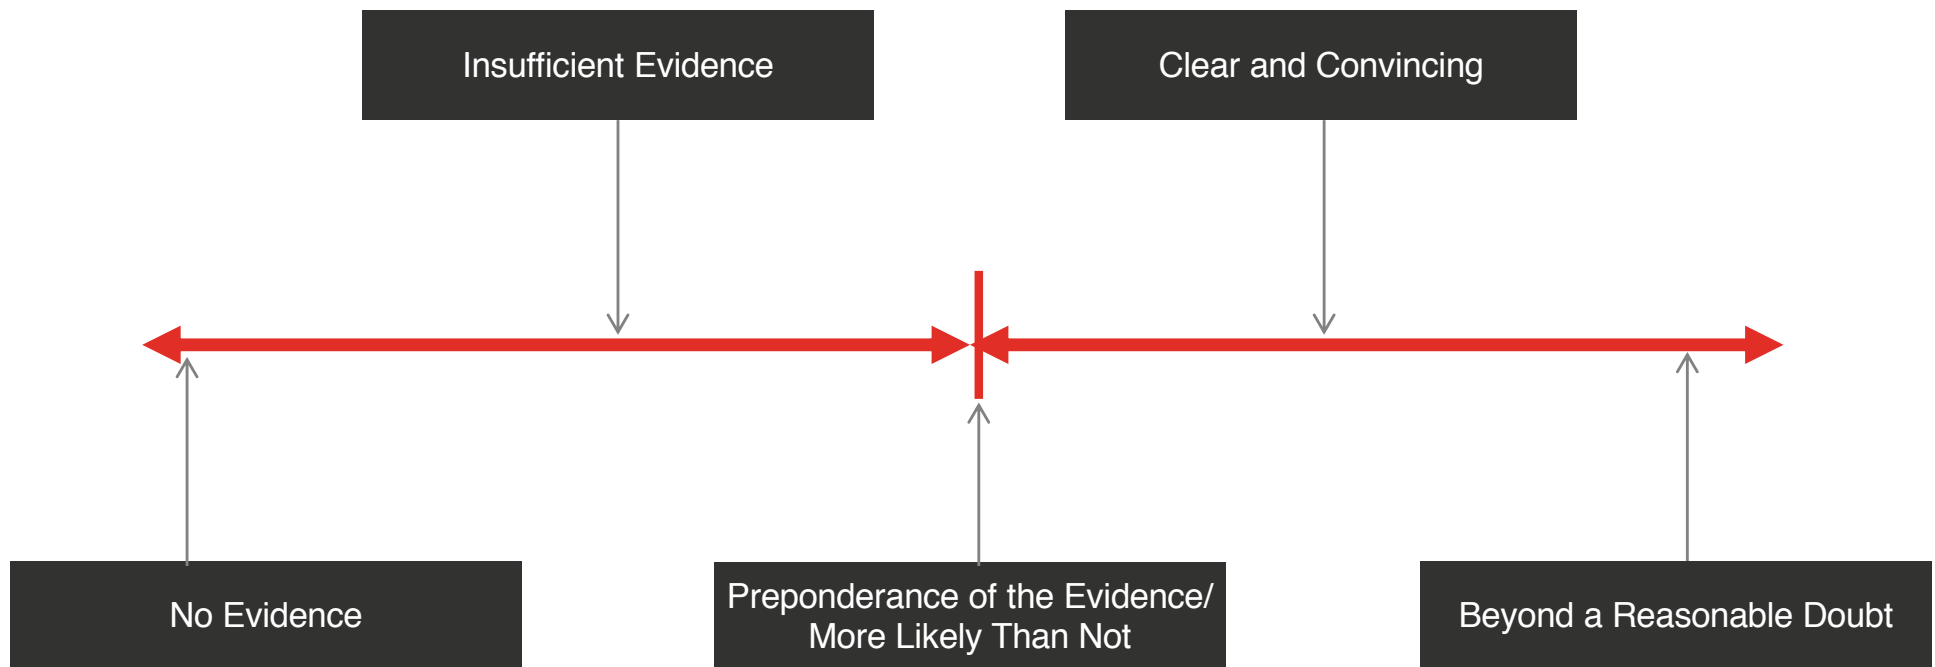 Insufficient Evidence
Clear and Convincing
No Evidence
Preponderance of the Evidence/
More Likely Than Not
Beyond a Reasonable Doubt